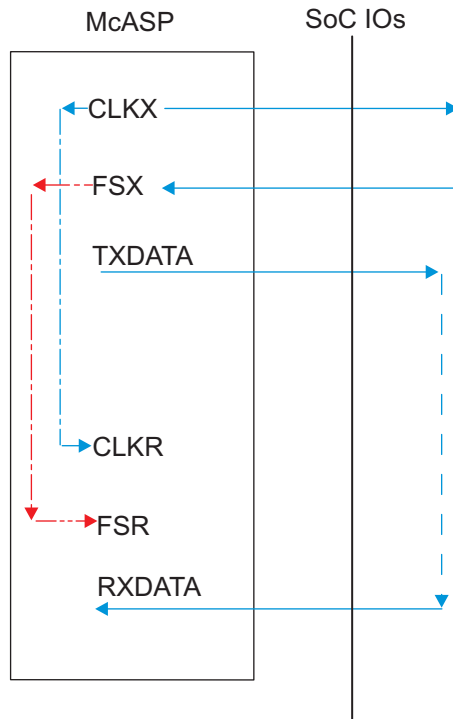 McASP
SoC IOs
CLKX
FSX
TXDATA
CLKR
FSR
RXDATA